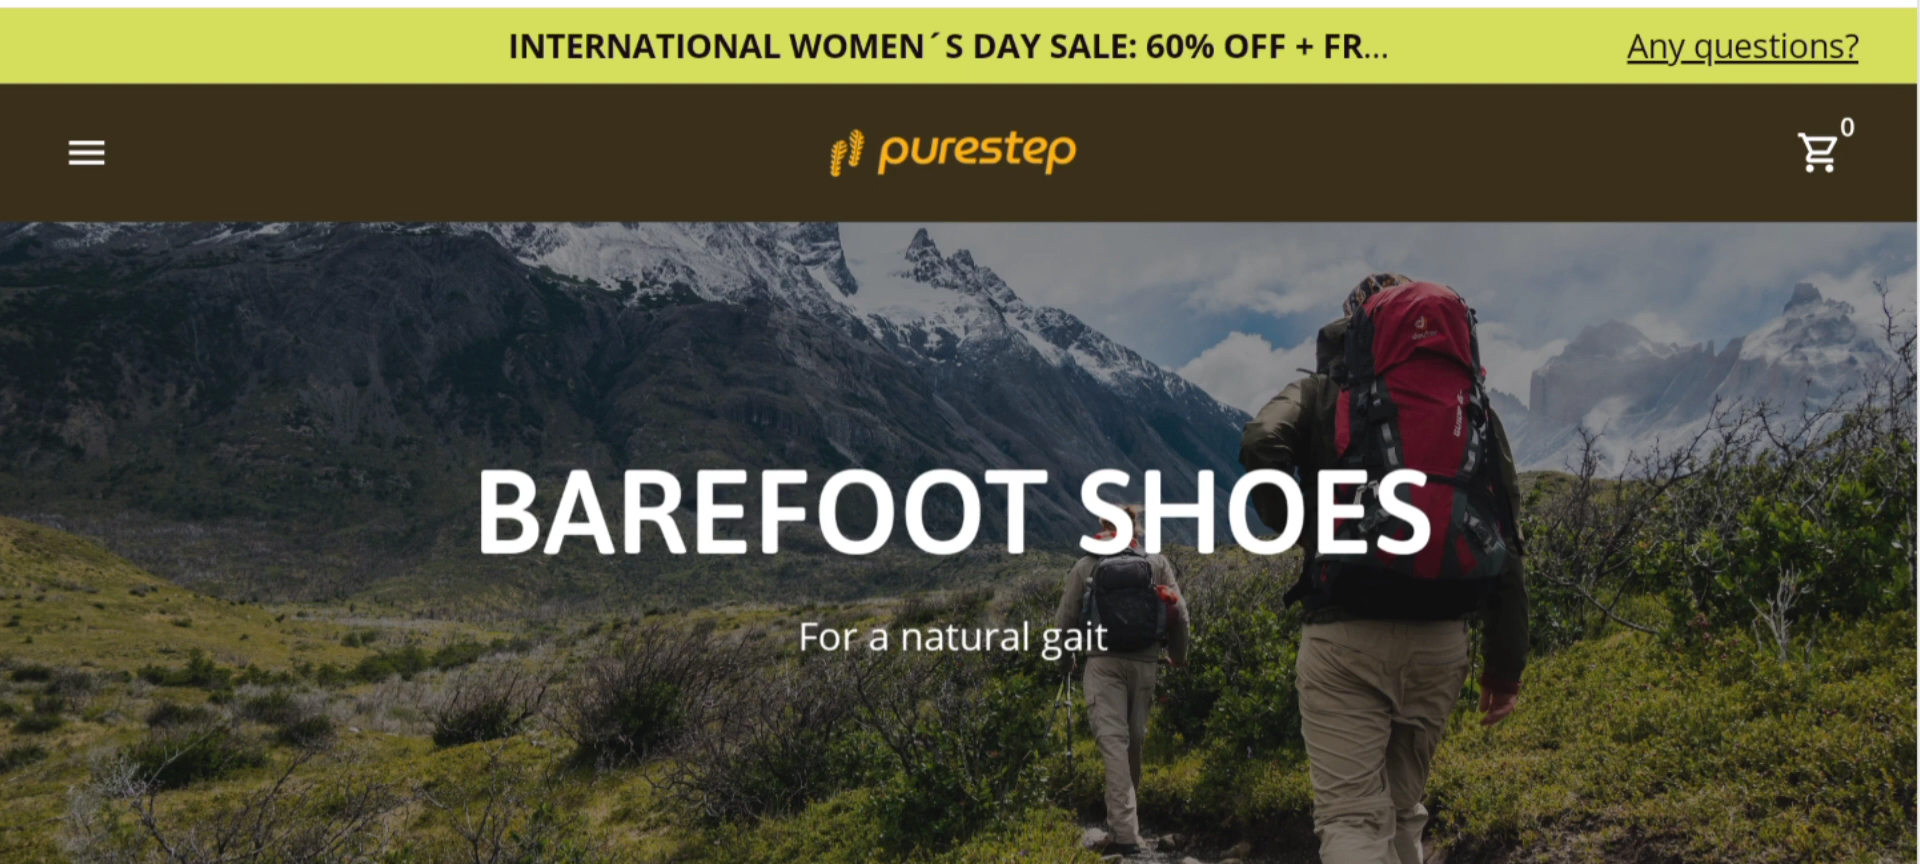 INTERNATIONAL WOMEN´S DAY SALE: 60% OFF + FR...
Any questions?
purestep
0
BAREFOOT SHOES
For a natural gait